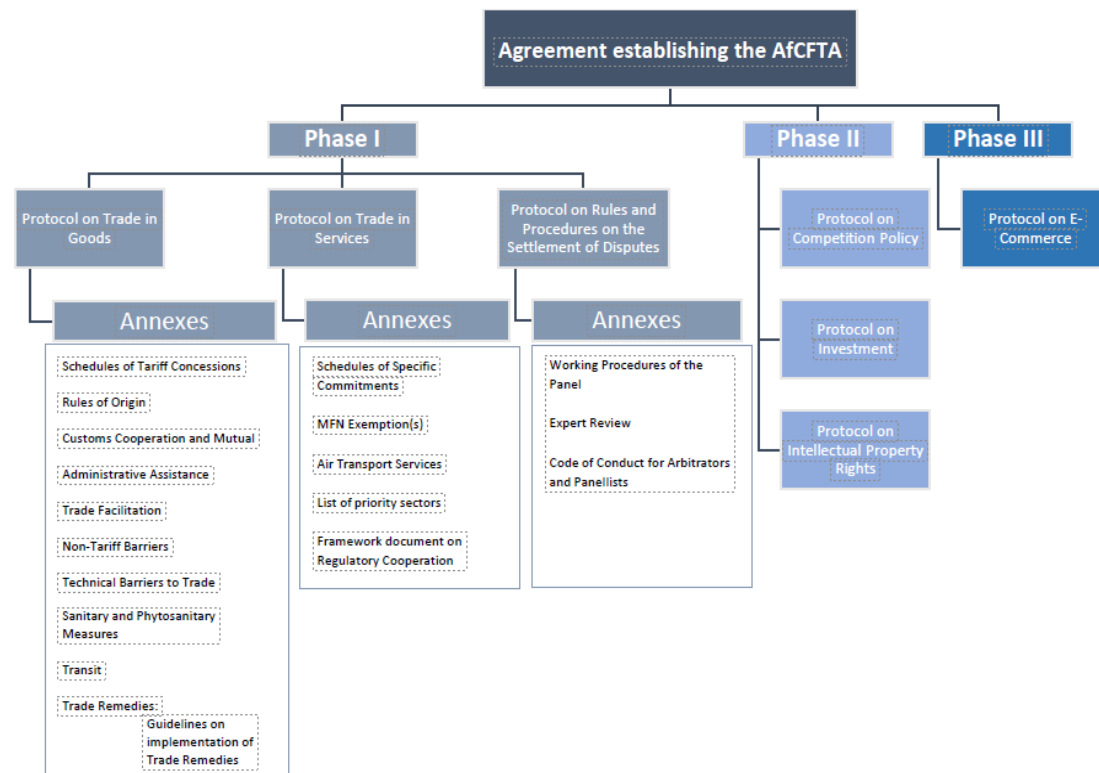 Agreement establishing the AfCFTA
Phase I
Phase II
Phase III
Protocol on Trade in
Goods
Protocol on Trade in
Services
Protocol on Rules and
Procedures on the
Settlement of Disputes
Protocol on
Competition Policy
Protocol on E-
Commerce
Annexes
Schedules of Tariff Concessions
Rules of Origin
Customs Cooperation and Mutual
Administrative Assistance
Trade Facilitation
Non-Tariff Barriers
Technical Barriers to Trade
Sanitary and Phytosanitary
Measures
Transit
Trade Remedies:
Guidelines on
implementation of
Trade Remedies
Annexes
Schedules of Specific
Commitments
MFN Exemption(s)
Air Transport Services
List of priority sectors
Framework document on
Regulatory Cooperation
Annexes
Working Procedures of the
Panel
Expert Review
Code of Conduct for Arbitrators
and Panellists
Protocol on
Investment
Protocol on
Intellectual Property
Rights